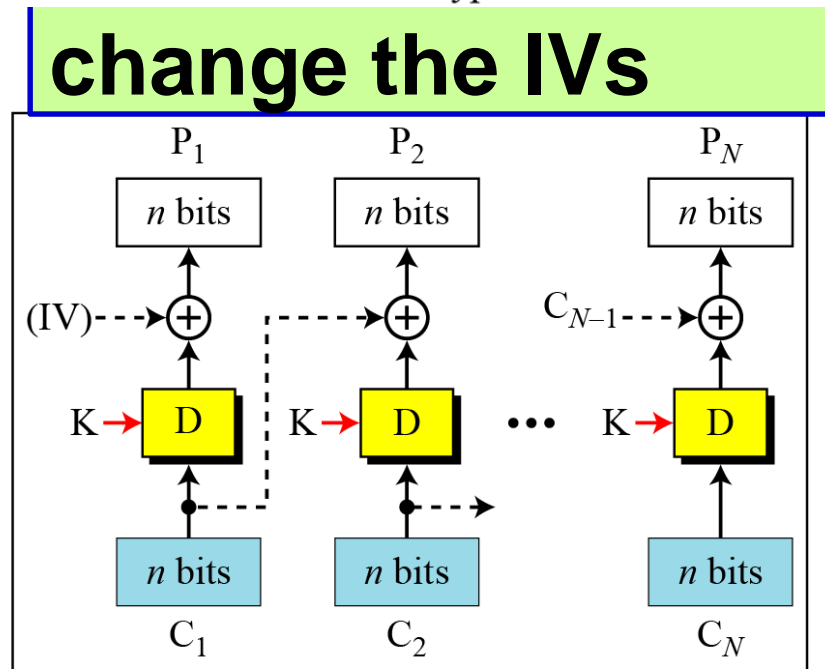 change the IVs
P1 P2 PN
n bits n bits n bits
(IV) CN–1
K D K D ••• K D
n bits n bits n bits
C1 C2 CN